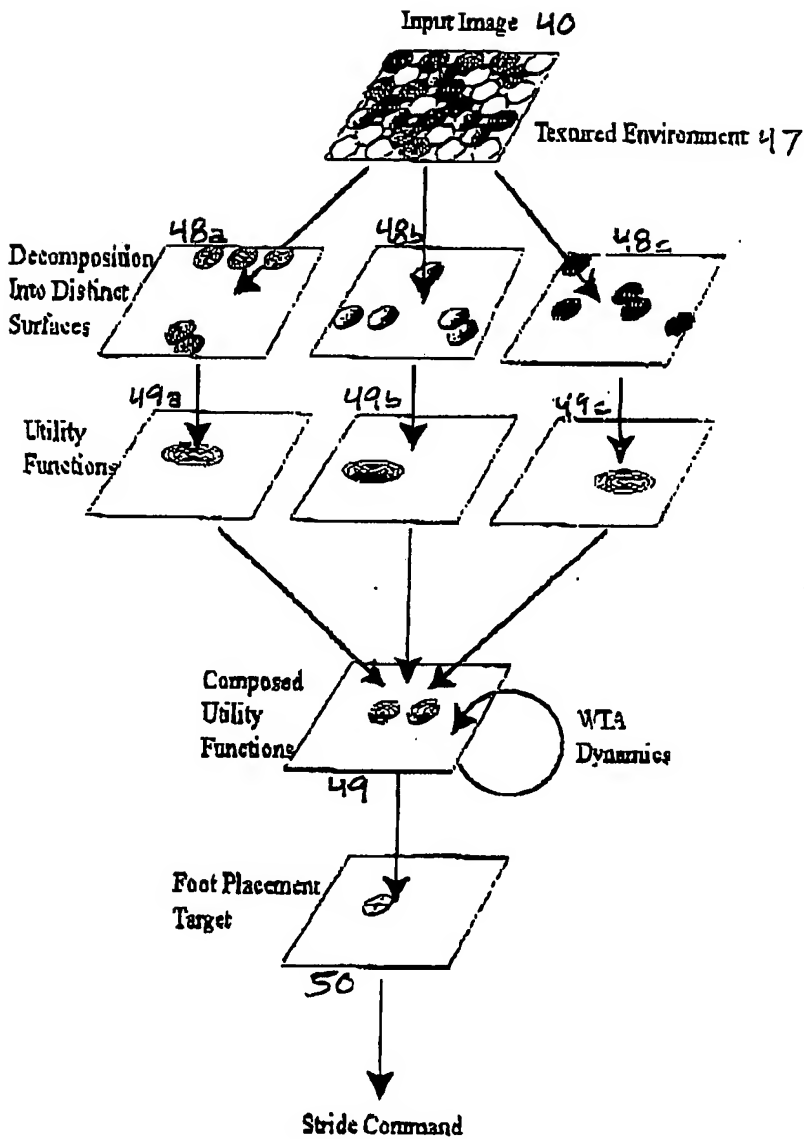 Input Image 40
Textured Environment 47
48a
48b
48c
Decomposition
Into Distinct
Surfaces
49a
49b
49c
Utility
Functions
Composed
Utility
Functions
WTA
Dynamics
49
Foot Placement
Target
50
Stride Command